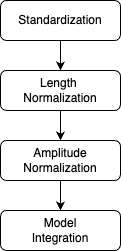 Standardization
Length
Normalization
Amplitude
Normalization
Model
Integration